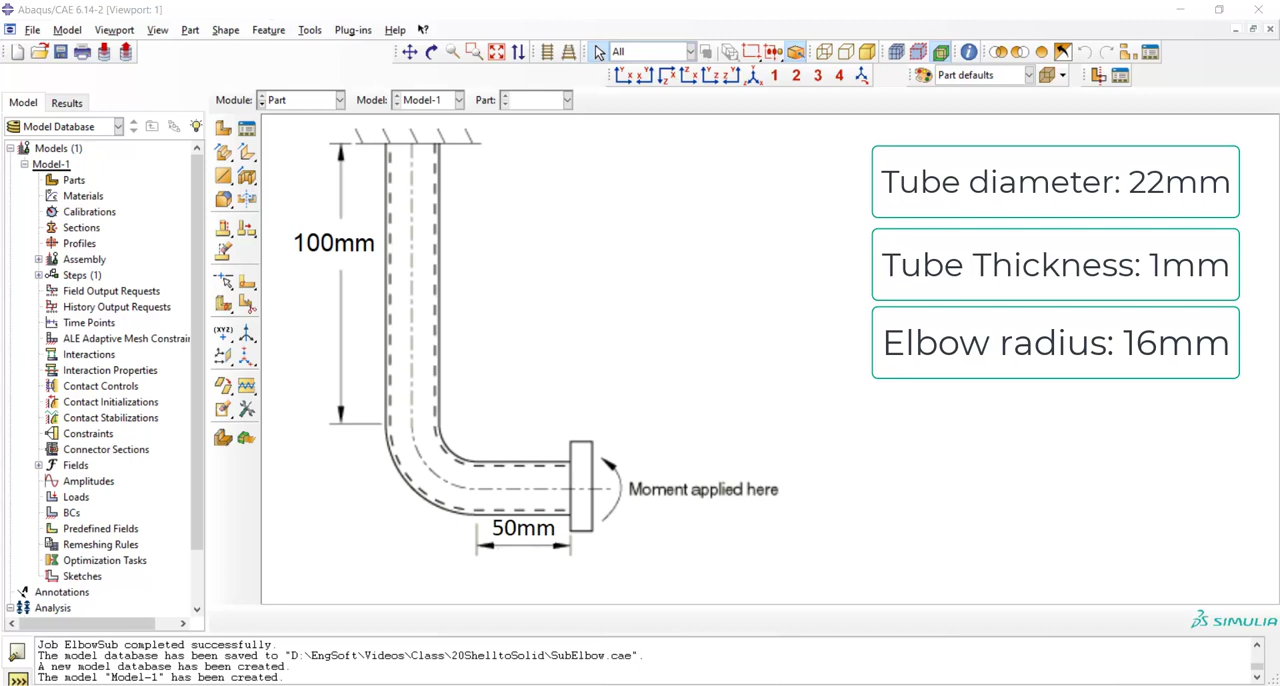 Abaqus/CAE 6.14-2 [Viewport: 1]
File Model Viewport View Part Shape Feature Tools Plug-ins Help
All
1 2 3 4 Part defaults
Model Results
Module: Part Model: Model-1 Part:
Model Database
Models (1)
Model-1
Parts
Materials
Calibrations
Sections
Profiles
Assembly
Steps (1)
Field Output Requests
History Output Requests
Time Points
ALE Adaptive Mesh Constrai
Interactions
Interaction Properties
Contact Controls
Contact Initializations
Contact Stabilizations
Constraints
Connector Sections
Fields
Amplitudes
Loads
BCs
Predefined Fields
Remeshing Rules
Optimization Tasks
Sketches
Annotations
Analysis
(XYZ)
100mm
50mm
Moment applied here
Tube diameter: 22mm
Tube Thickness: 1mm
Elbow radius: 16mm
SIMULIA
Job ElbowSub completed successfully.
The model database has been saved to "D:\EngSoft\Videos\Class\20ShelltoSolid\SubElbow.cae".
A new model database has been created.
The model "Model-1" has been created.
>>>